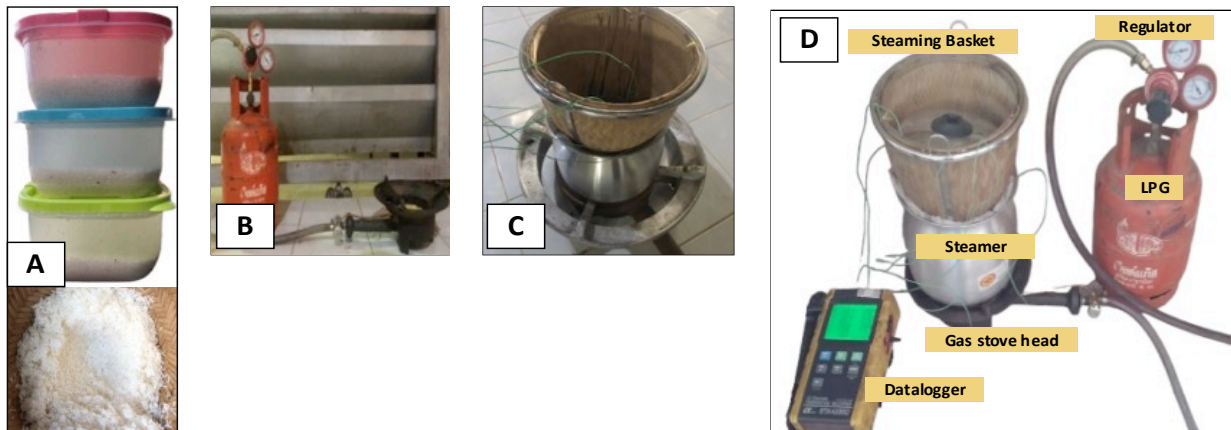 A
B
C
D
Steaming Basket
Regulator
LPG
Steamer
Gas stove head
Datalogger